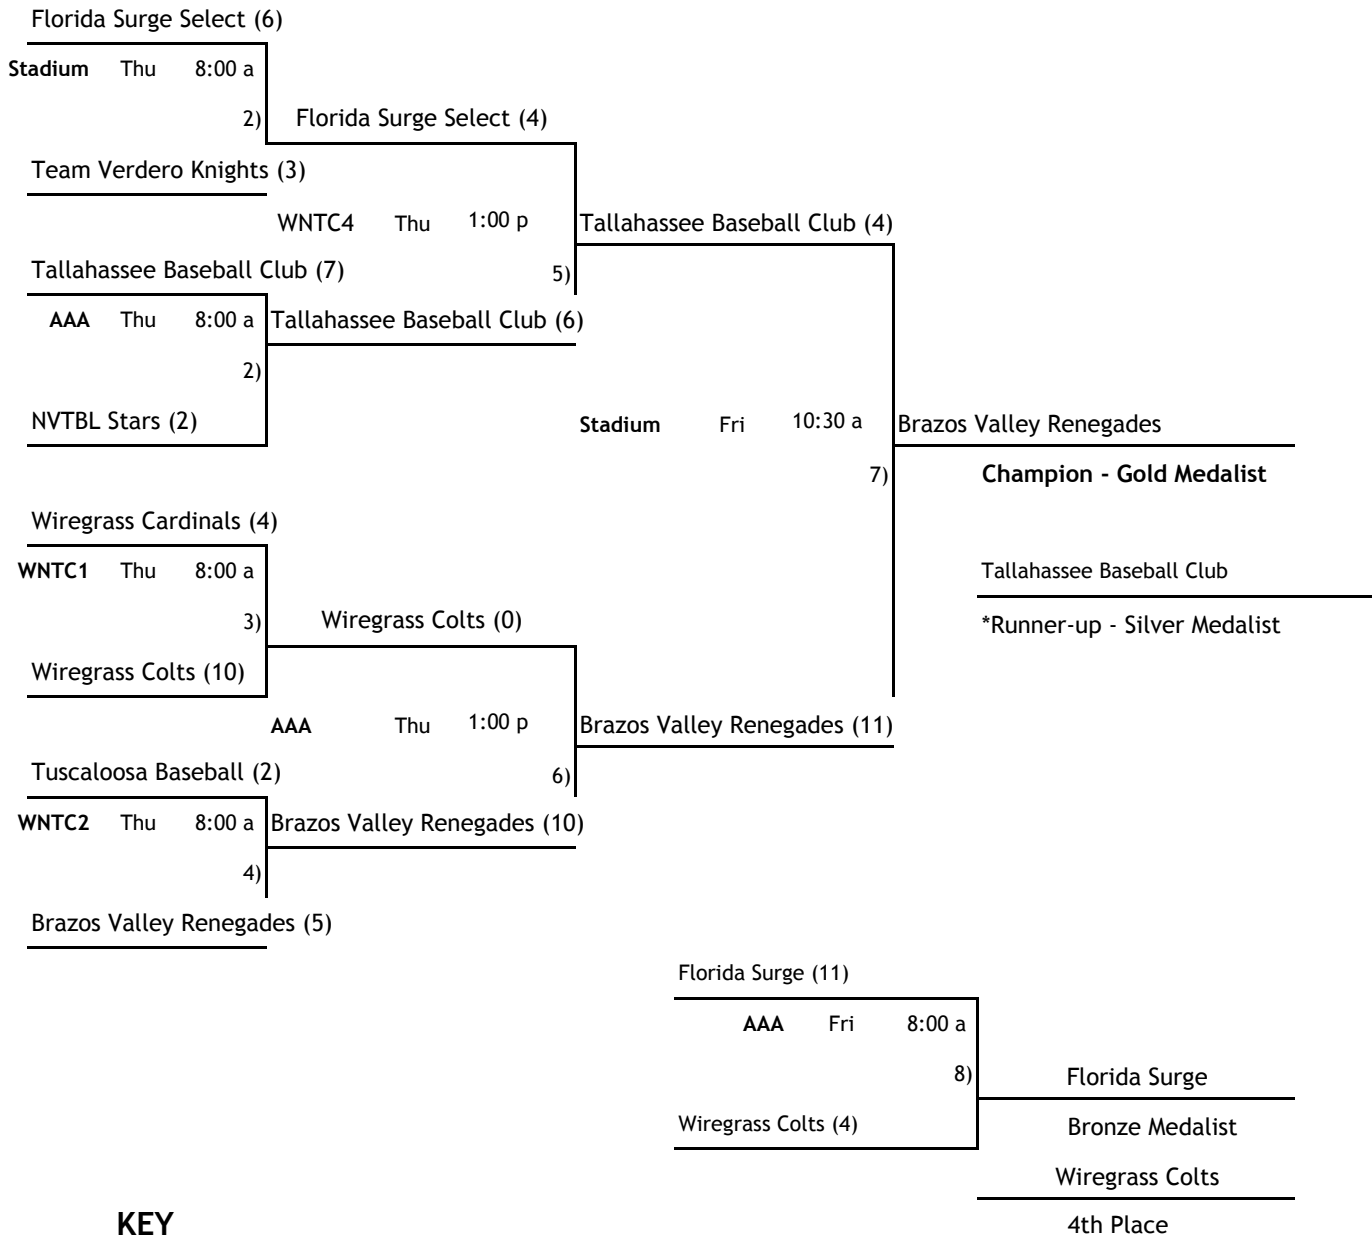 Florida Surge Select (6)
Stadium Thu 8:00 a
2) Florida Surge Select (4)
Team Verdero Knights (3)
WNTC4 Thu 1:00 p Tallahassee Baseball Club (4)
Tallahassee Baseball Club (7) 5)
AAA Thu 8:00 a Tallahassee Baseball Club (6)
2)
NVTBL Stars (2) Stadium Fri 10:30 a Brazos Valley Renegades
7) Champion - Gold Medalist
Wiregrass Cardinals (4)
WNTC1 Thu 8:00 a Tallahassee Baseball Club
3) Wiregrass Colts (0) *Runner-up - Silver Medalist
Wiregrass Colts (10)
AAA Thu 1:00 p Brazos Valley Renegades (11)
Tuscaloosa Baseball (2) 6)
WNTC2 Thu 8:00 a Brazos Valley Renegades (10)
4)
Brazos Valley Renegades (5)
Florida Surge (11)
AAA Fri 8:00 a
8) Florida Surge
Wiregrass Colts (4) Bronze Medalist
Wiregrass Colts
KEY 4th Place